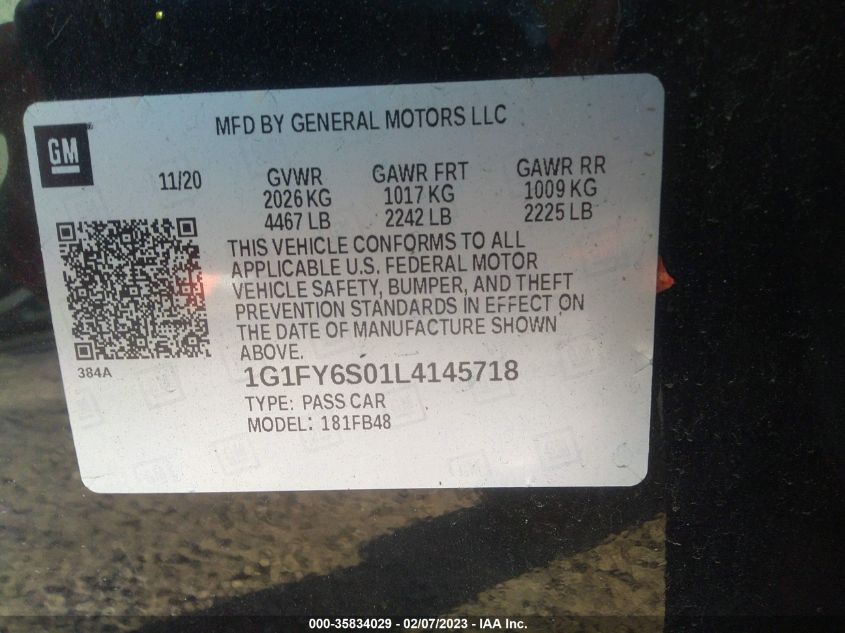 MFD BY GENERAL MOTORS LLC
GM
11/20 GVWR GAWR FRT GAWR RR
2026 KG 1017 KG 1009 KG
4467 LB 2242 LB 2225 LB
THIS VEHICLE CONFORMS TO ALL
APPLICABLE U.S. FEDERAL MOTOR
VEHICLE SAFETY, BUMPER, AND THEFT
PREVENTION STANDARDS IN EFFECT ON
THE DATE OF MANUFACTURE SHOWN
ABOVE.
384A
1G1FY6S01L4145718
TYPE: PASS CAR
MODEL: 181FB48
000-35834029 — 02/07/2023 — IAA Inc.